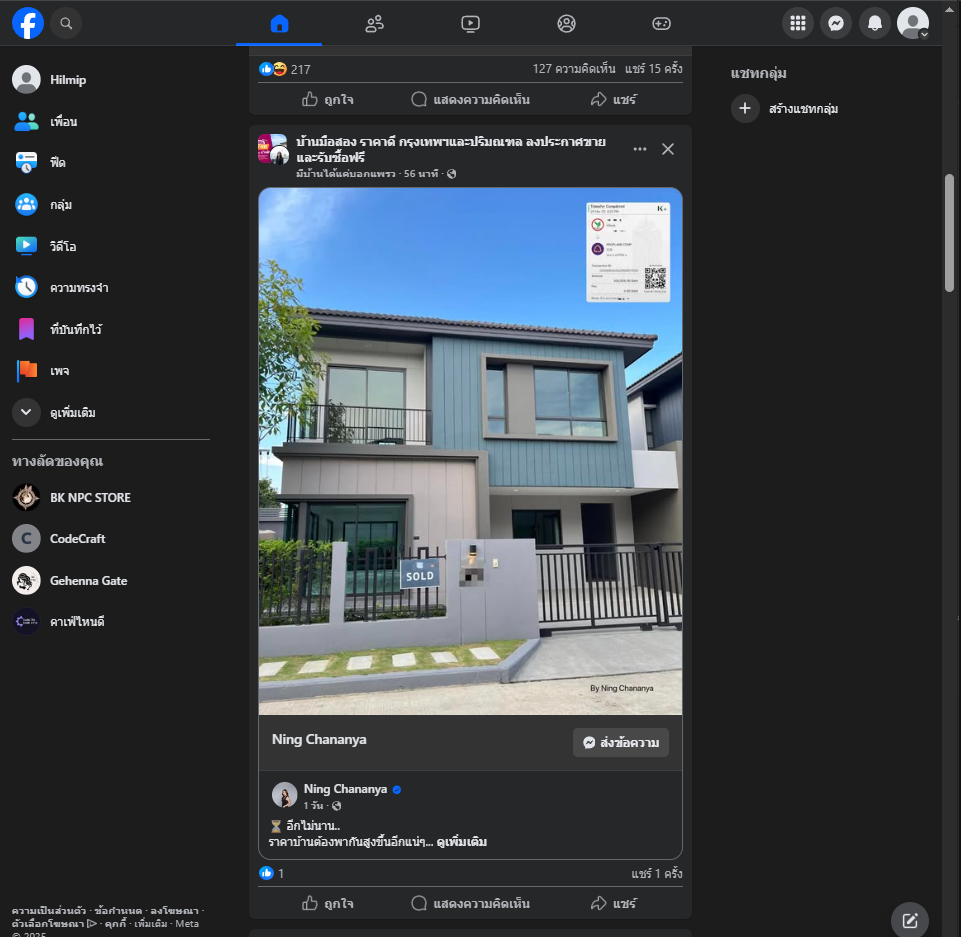 217
127 ความคิดเห็น แชร์ 15 ครั้ง
ถูกใจ
แสดงความคิดเห็น
แชร์
Hilmip
เพื่อน
ฟีด
กลุ่ม
วิดีโอ
ความทรงจำ
ที่บันทึกไว้
เพจ
ดูเพิ่มเติม
ทางลัดของคุณ
BK NPC STORE
C
CodeCraft
Gehenna Gate
คาเฟ่ไหนดี
บ้านมือสอง ราคาดี กรุงเทพฯและปริมณฑล ลงประกาศขาย
และรับซื้อฟรี
มีบ้านได้แค่บอกแพรว · 56 นาที ·
Transfer Completed
K+
SOLD
By Ning Chananya
Ning Chananya
ส่งข้อความ
Ning Chananya
1 วัน ·
อีกไม่นาน..
ราคาบ้านต้องพากันสูงขึ้นอีกแน่ๆ... ดูเพิ่มเติม
1
แชร์ 1 ครั้ง
ถูกใจ
แสดงความคิดเห็น
แชร์
แชทกลุ่ม
สร้างแชทกลุ่ม
ความเป็นส่วนตัว · ข้อกำหนด · ลงโฆษณา ·
ตัวเลือกโฆษณา · คุกกี้ · เพิ่มเติม · Meta
© 2025